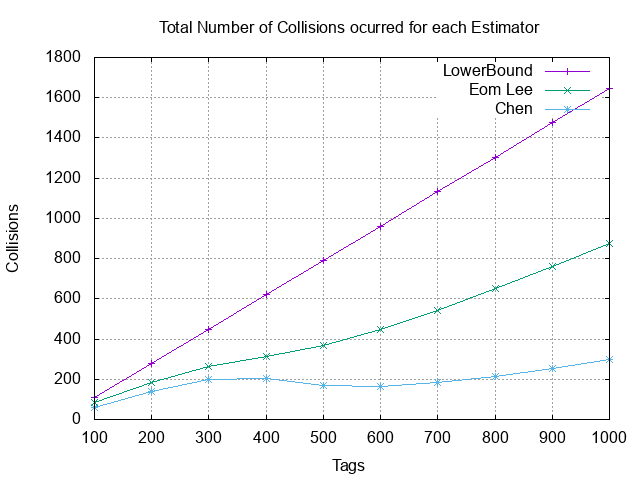 Total Number of Collisions ocurred for each Estimator
1800
1600
1400
1200
1000
800
600
400
200
0
Collisions
LowerBound
Eom Lee
Chen
100 200 300 400 500 600 700 800 900 1000
Tags